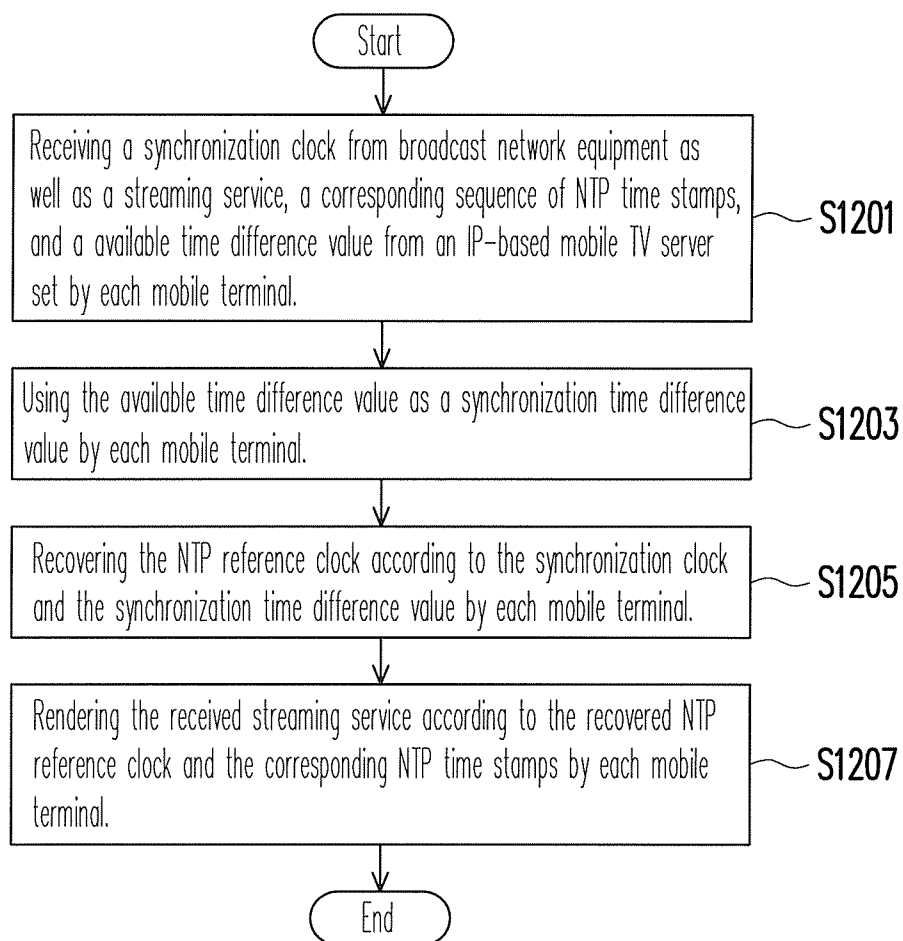 Start
Receiving a synchronization clock from broadcast network equipment as
well as a streaming service, a corresponding sequence of NTP time stamps,
and a available time difference value from an IP-based mobile TV server
set by each mobile terminal.
S1201
Using the available time difference value as a synchronization time difference
value by each mobile terminal.
S1203
Recovering the NTP reference clock according to the synchronization clock
and the synchronization time difference value by each mobile terminal.
S1205
Rendering the received streaming service according to the recovered NTP
reference clock and the corresponding NTP time stamps by each mobile
terminal.
S1207
End